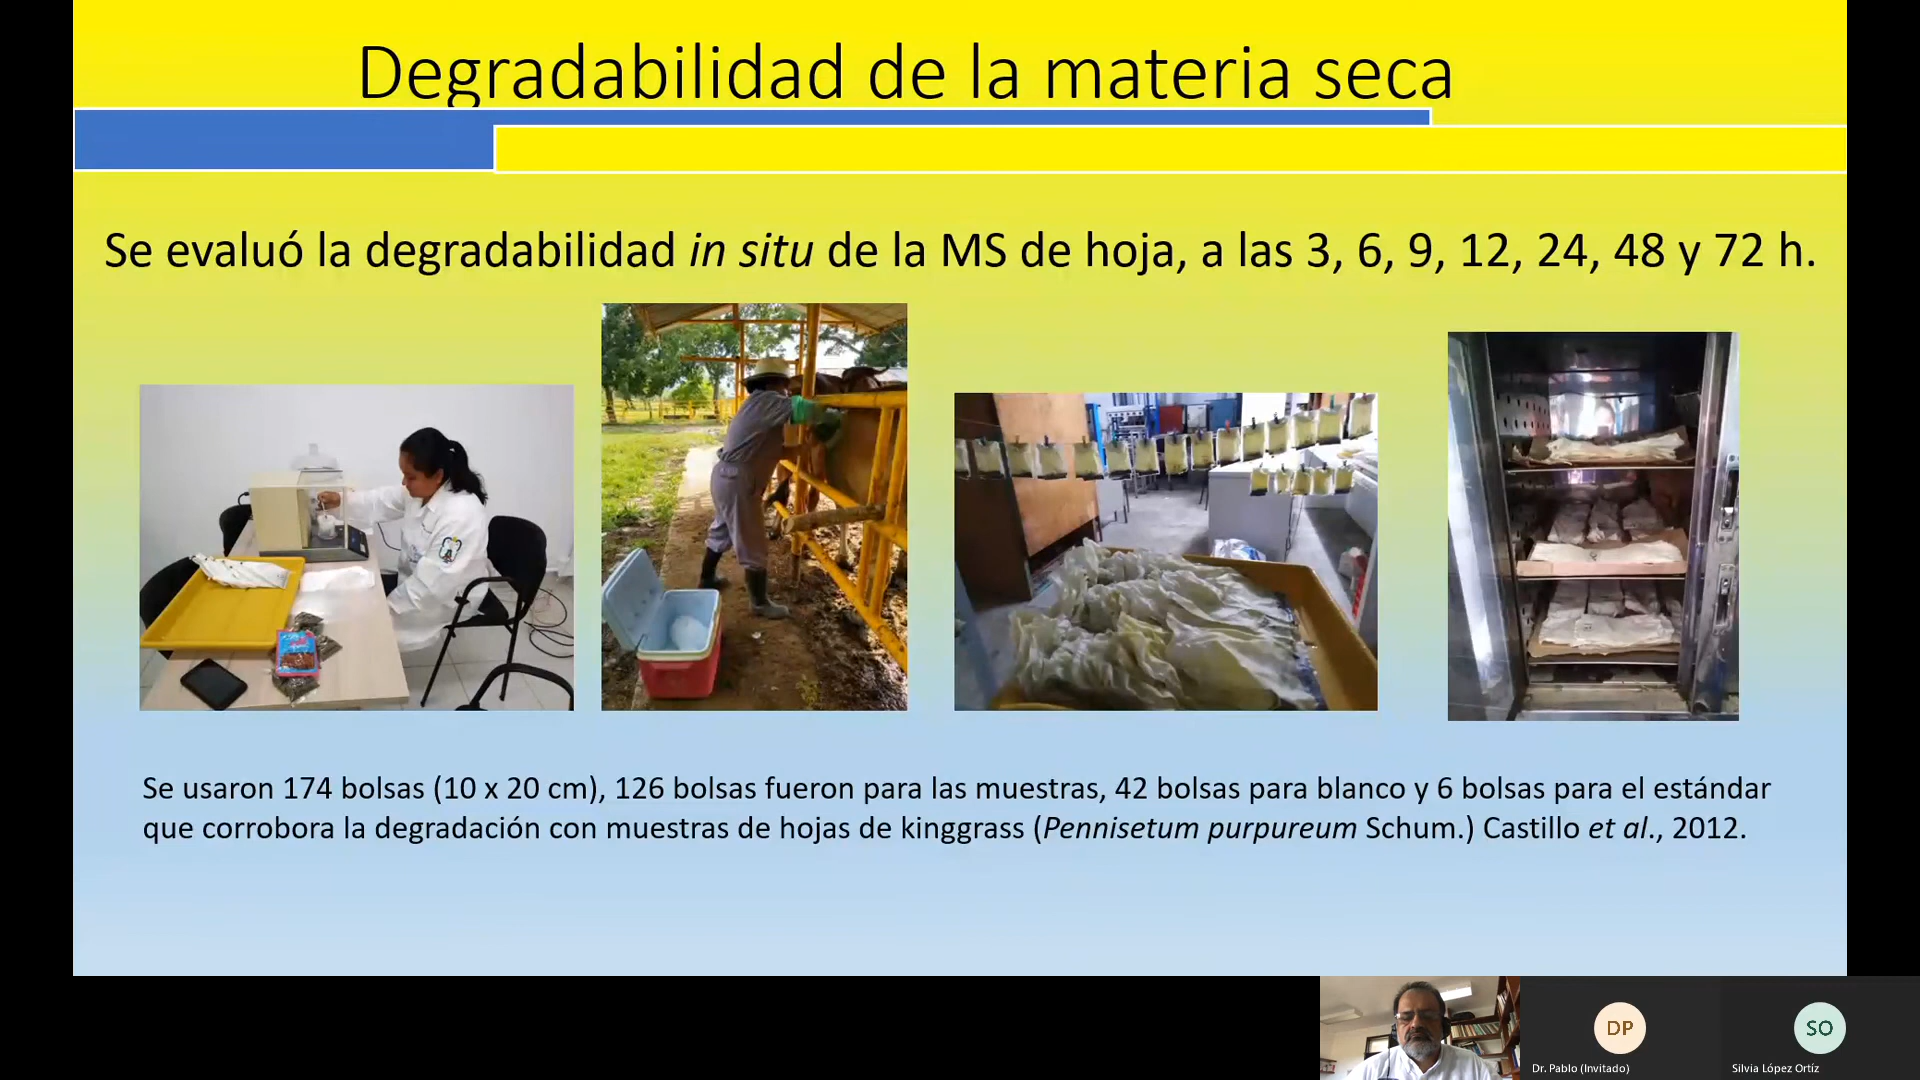 Degradabilidad de la materia seca
Se evaluó la degradabilidad in situ de la MS de hoja, a las 3, 6, 9, 12, 24, 48 y 72 h.
Se usaron 174 bolsas (10 x 20 cm), 126 bolsas fueron para las muestras, 42 bolsas para blanco y 6 bolsas para el estándar
que corrobora la degradación con muestras de hojas de kinggrass (Pennisetum purpureum Schum.) Castillo et al., 2012.
DP
SO
Dr. Pablo (Invitado)
Silvia López Ortíz